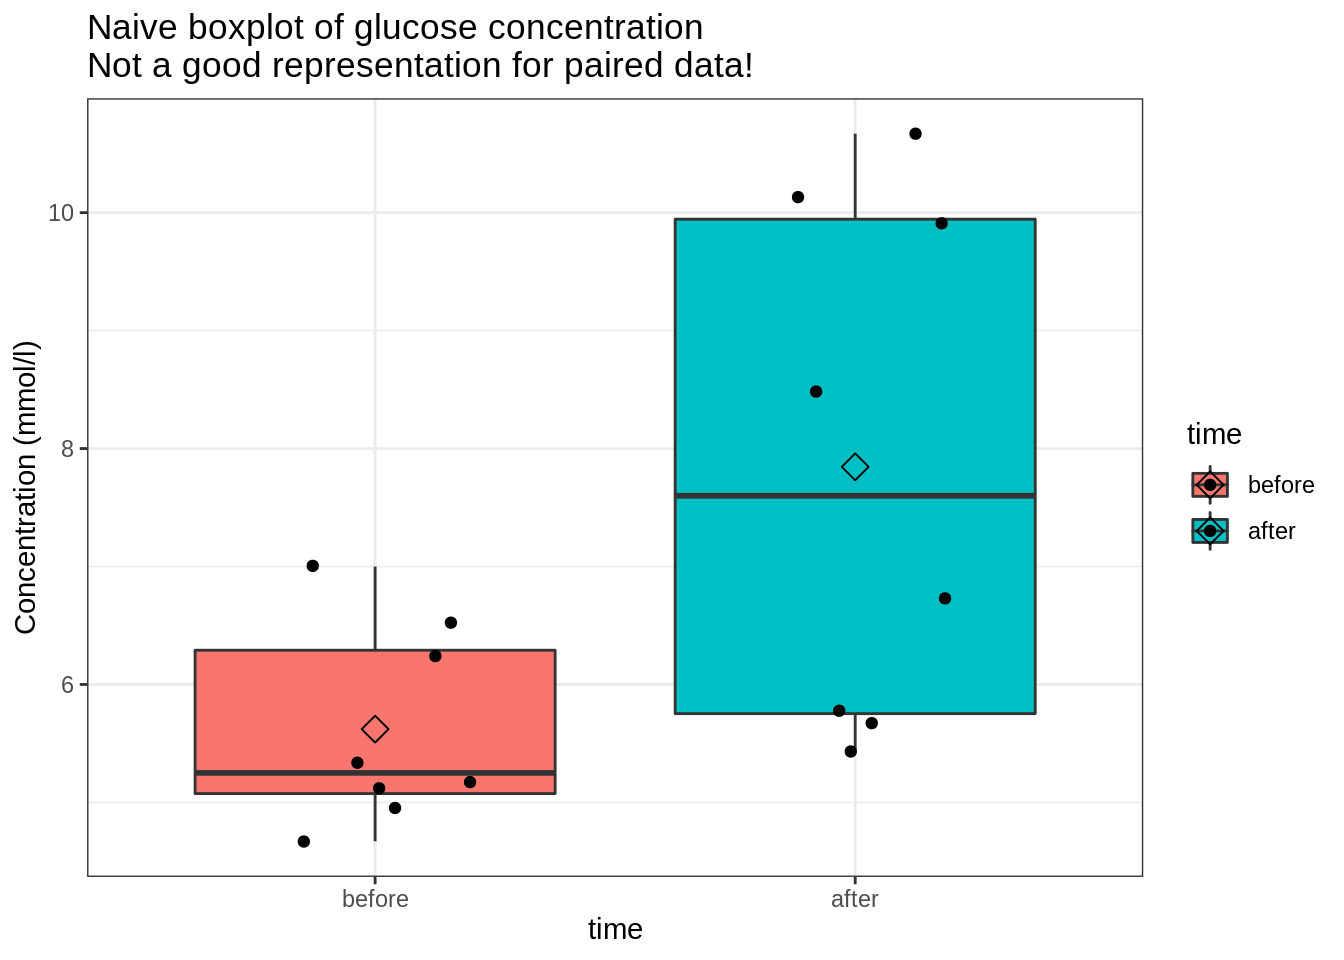 Naive boxplot of glucose concentration
Not a good representation for paired data!
Concentration (mmol/l)
10
8
6
before
after
time
time
before
after